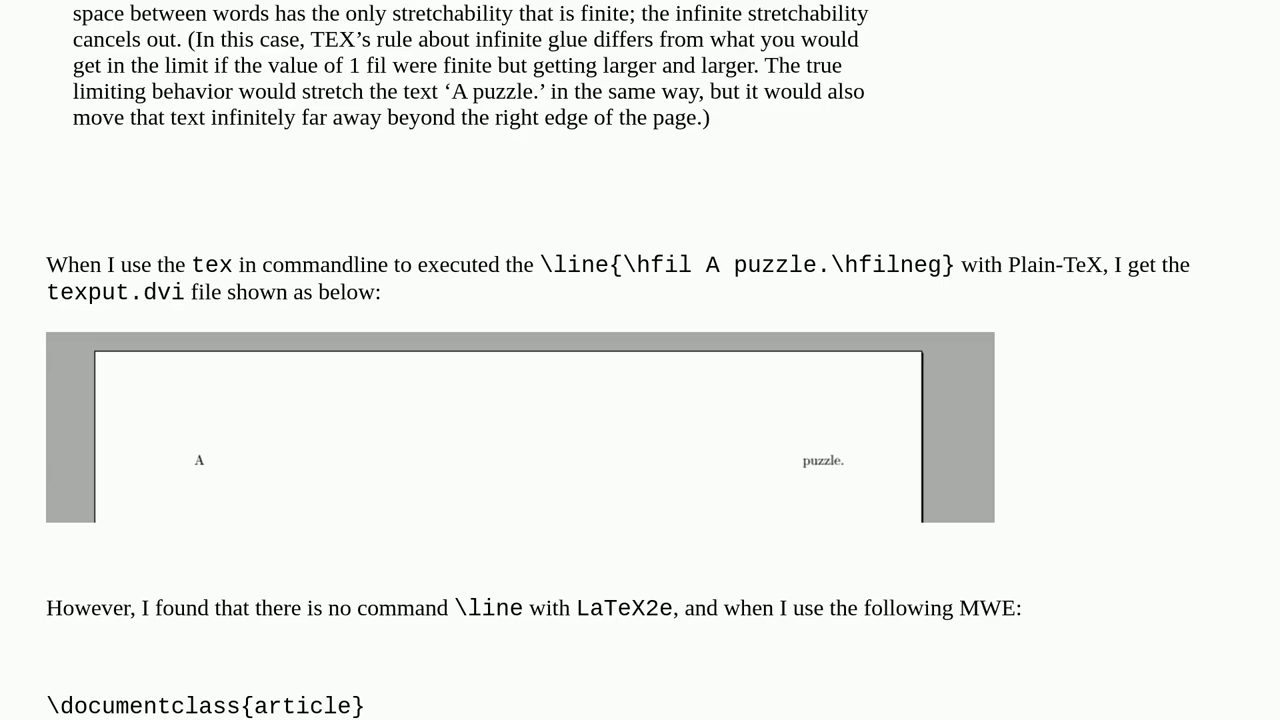 space between words has the only stretchability that is finite; the infinite stretchability
cancels out. (In this case, TEX’s rule about infinite glue differs from what you would
get in the limit if the value of 1 fil were finite but getting larger and larger. The true
limiting behavior would stretch the text ‘A puzzle.’ in the same way, but it would also
move that text infinitely far away beyond the right edge of the page.)
When I use the tex in commandline to executed the \line{\hfil A puzzle.\hfilneg} with Plain-TeX, I get the
texput.dvi file shown as below:
A puzzle.
However, I found that there is no command \line with LaTeX2e, and when I use the following MWE:
\documentclass{article}